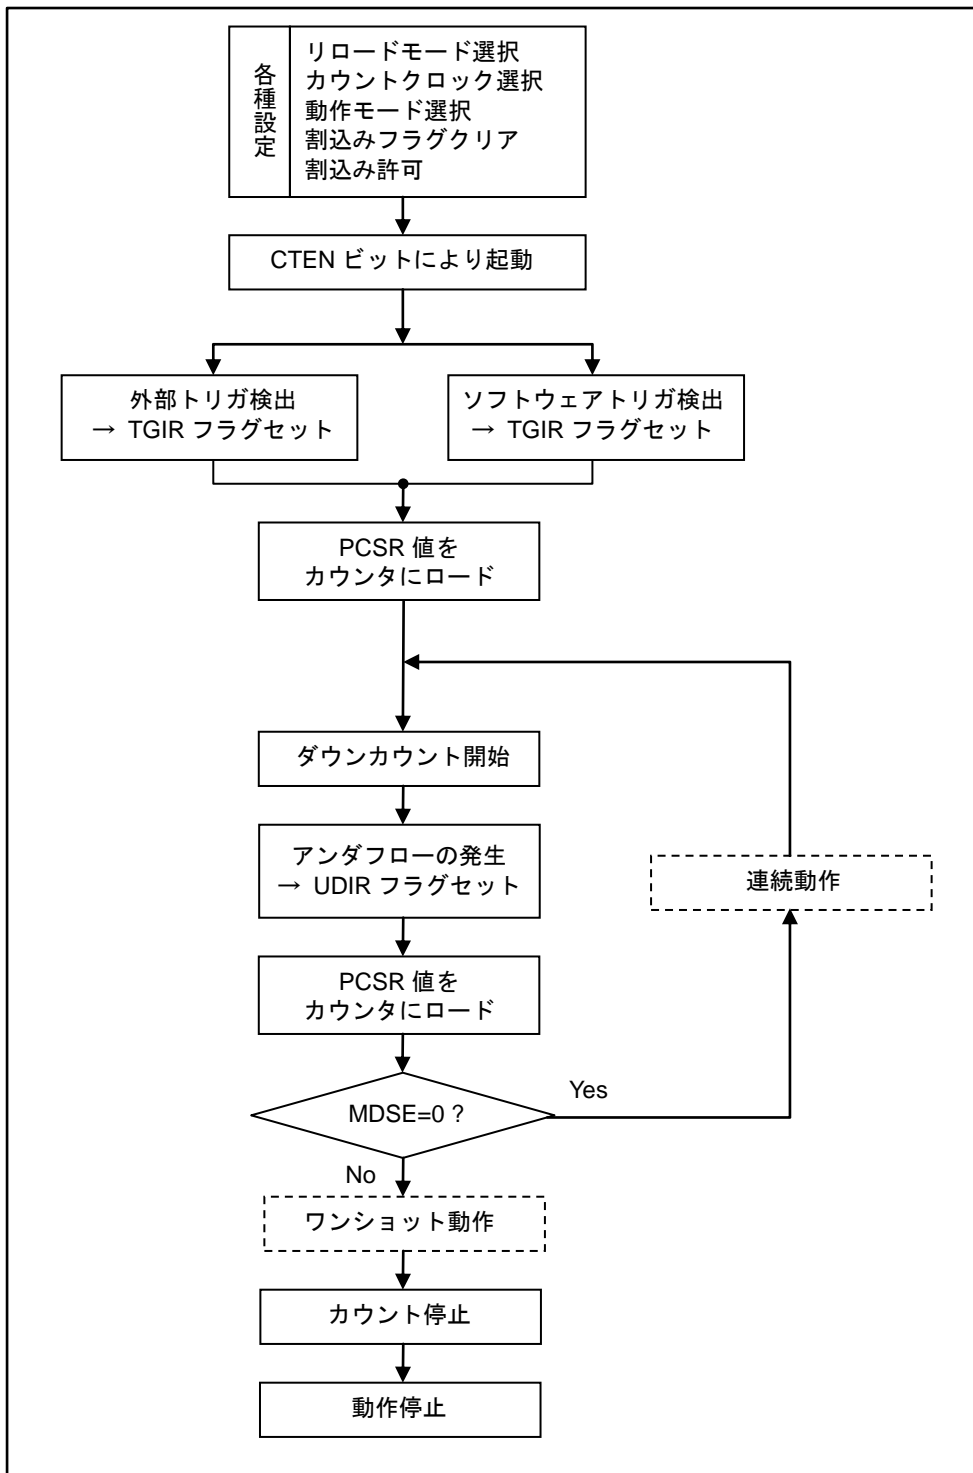 各種設定
リロードモード選択
カウントクロック選択
動作モード選択
割込みフラグクリア
割込み許可
CTEN ビットにより起動
外部トリガ検出
→ TGIR フラグセット
ソフトウェアトリガ検出
→ TGIR フラグセット
PCSR 値を
カウンタにロード
ダウンカウント開始
アンダフローの発生
→ UDIR フラグセット
連続動作
PCSR 値を
カウンタにロード
MDSE=0 ?
Yes
No
ワンショット動作
カウント停止
動作停止